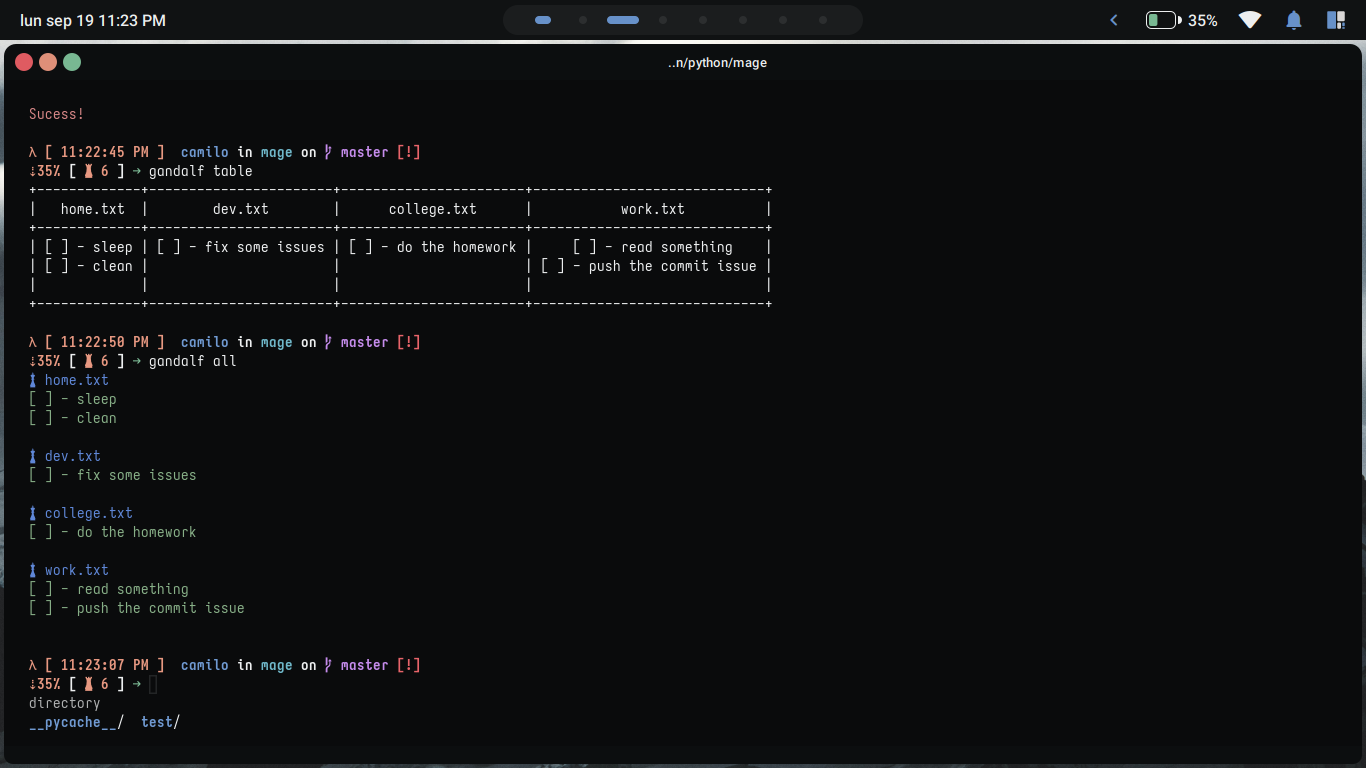 lun sep 19 11:23 PM
35%
..n/python/mage
Sucess!
λ [ 11:22:45 PM ]  camilo in mage on master [!]
↓35% [ 6 ] → gandalf table
+-------------+-----------------------+-----------------------+-----------------------------+
|   home.txt  |        dev.txt        |      college.txt      |           work.txt          |
+-------------+-----------------------+-----------------------+-----------------------------+
| [ ] - sleep | [ ] - fix some issues | [ ] - do the homework |     [ ] - read something    |
| [ ] - clean |                       |                       | [ ] - push the commit issue |
|             |                       |                       |                             |
+-------------+-----------------------+-----------------------+-----------------------------+
λ [ 11:22:50 PM ]  camilo in mage on master [!]
↓35% [ 6 ] → gandalf all
home.txt
[ ] - sleep
[ ] - clean
dev.txt
[ ] - fix some issues
college.txt
[ ] - do the homework
work.txt
[ ] - read something
[ ] - push the commit issue
λ [ 11:23:07 PM ]  camilo in mage on master [!]
↓35% [ 6 ] →
directory
__pycache__/  test/